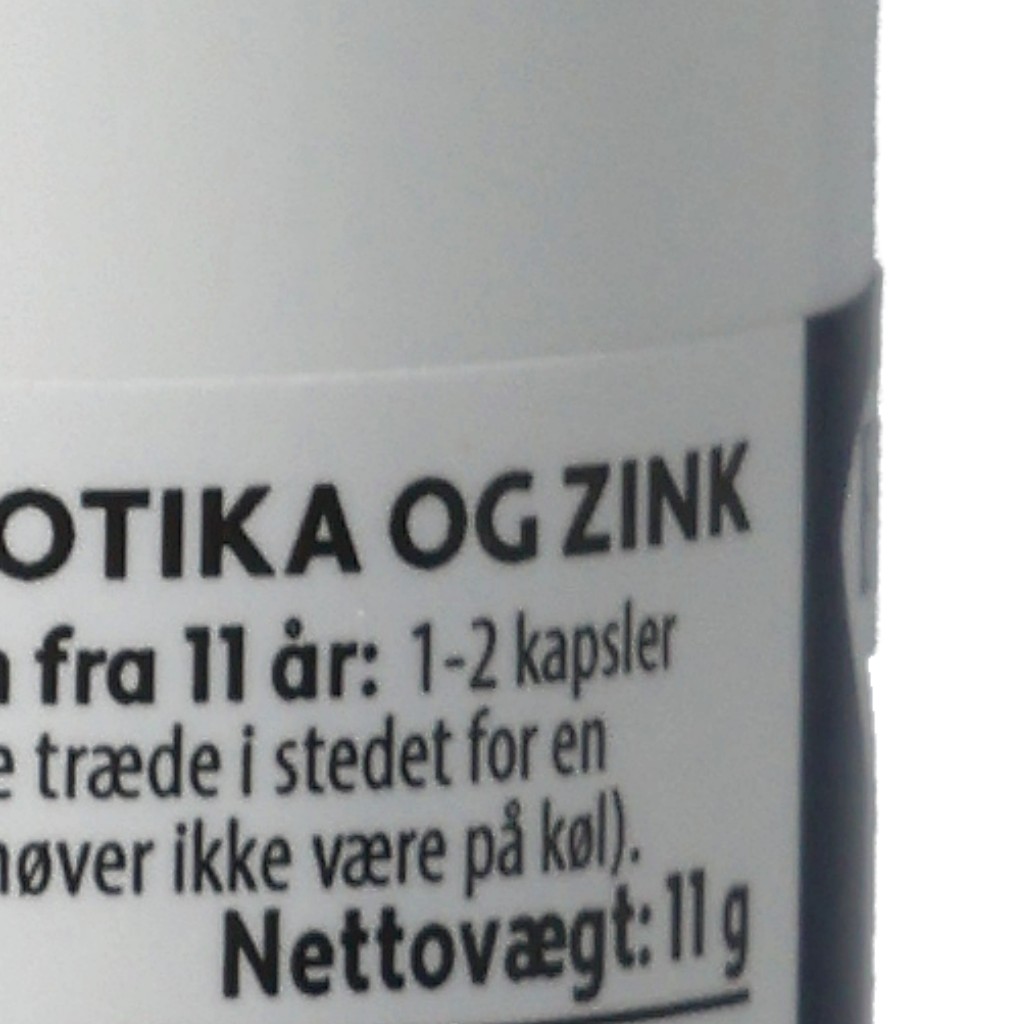 OTIKA OG ZINK
fra 11 år: 1-2 kapsler
træde i stedet for en
ikke være på køl).
Nettovægt: 11 g